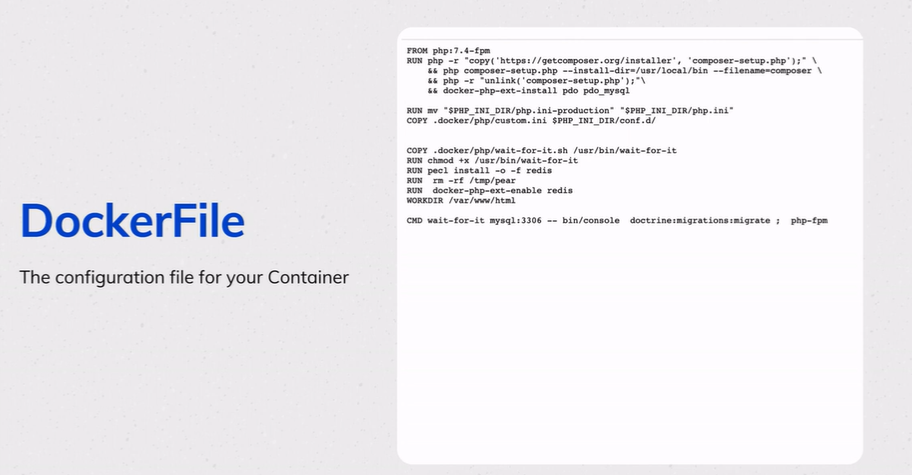 DockerFile
The configuration file for your Container
FROM php:7.4-fpm
RUN php -r "copy('https://getcomposer.org/installer', 'composer-setup.php');" \
&& php composer-setup.php --install-dir=/usr/local/bin --filename=composer \
&& php -r "unlink('composer-setup.php');"\
&& docker-php-ext-install pdo pdo_mysql
RUN mv "$PHP_INI_DIR/php.ini-production" "$PHP_INI_DIR/php.ini"
COPY .docker/php/custom.ini $PHP_INI_DIR/conf.d/
COPY .docker/php/wait-for-it.sh /usr/bin/wait-for-it
RUN chmod +x /usr/bin/wait-for-it
RUN pecl install -o -f redis
RUN  rm -rf /tmp/pear
RUN  docker-php-ext-enable redis
WORKDIR /var/www/html
CMD wait-for-it mysql:3306 -- bin/console  doctrine:migrations:migrate ;  php-fpm